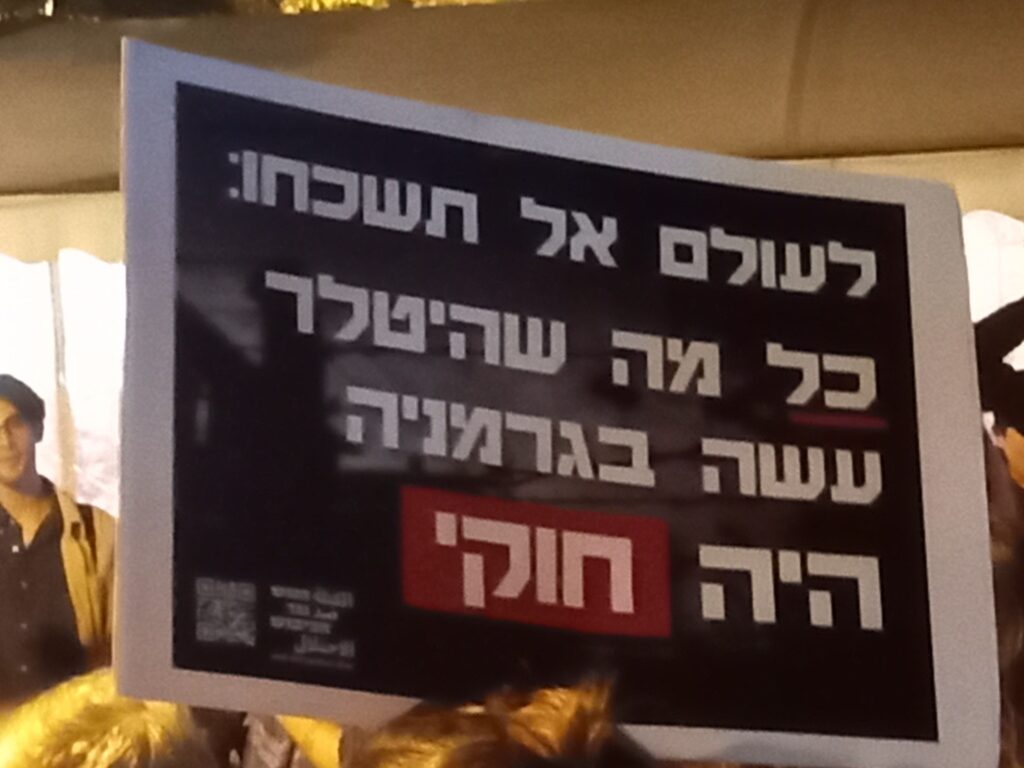 לעולם אל תשכחו:
כל מה שהיטלר
עשה בגרמניה
היה חוקי